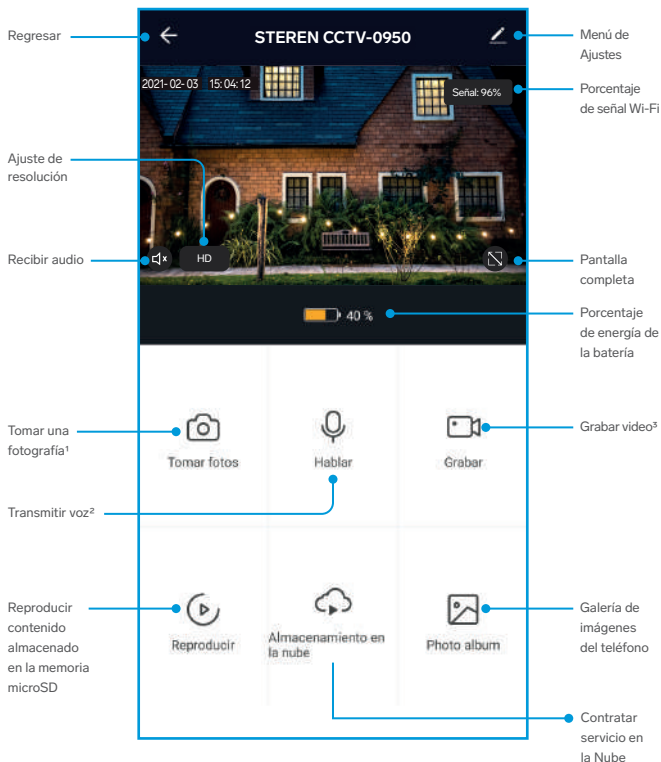 Regresar
STEREN CCTV-0950
Menú de
Ajustes
2021-02-03 15:04:12
Señal: 96%
Porcentaje
de señal Wi-Fi
Ajuste de
resolución
Recibir audio
HD
Pantalla
completa
40 %
Porcentaje
de energía de
la batería
Tomar una
fotografía¹
Tomar fotos
Hablar
Grabar
Grabar video³
Transmitir voz²
Reproducir
contenido
almacenado
en la memoria
microSD
Reproducir
Almacenamiento en
la nube
Photo album
Galería de
imágenes
del teléfono
Contratar
servicio en
la Nube